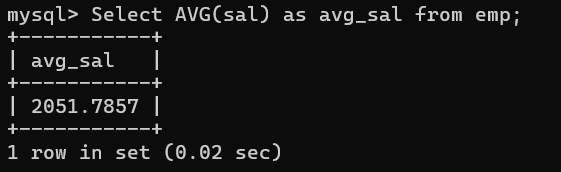 mysql> Select AVG(sal) as avg_sal from emp;
+-----------+
| avg_sal   |
+-----------+
| 2051.7857 |
+-----------+
1 row in set (0.02 sec)